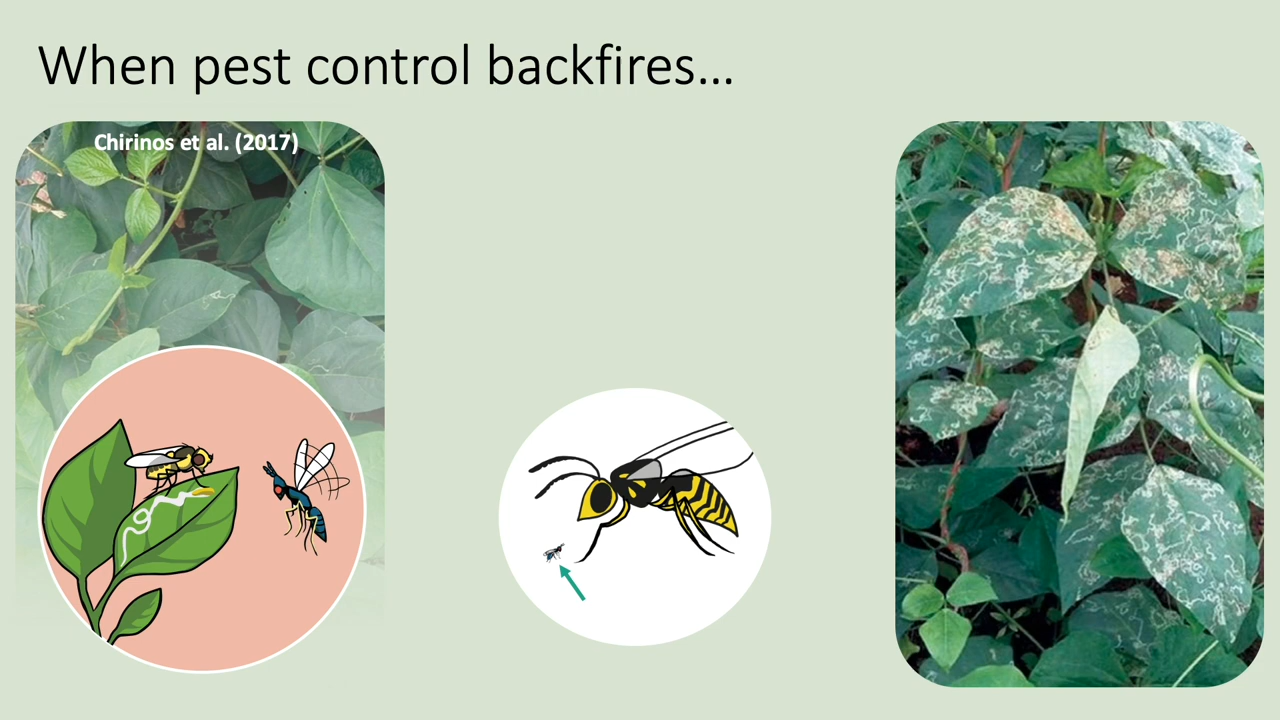 When pest control backfires...
Chirinos et al. (2017)